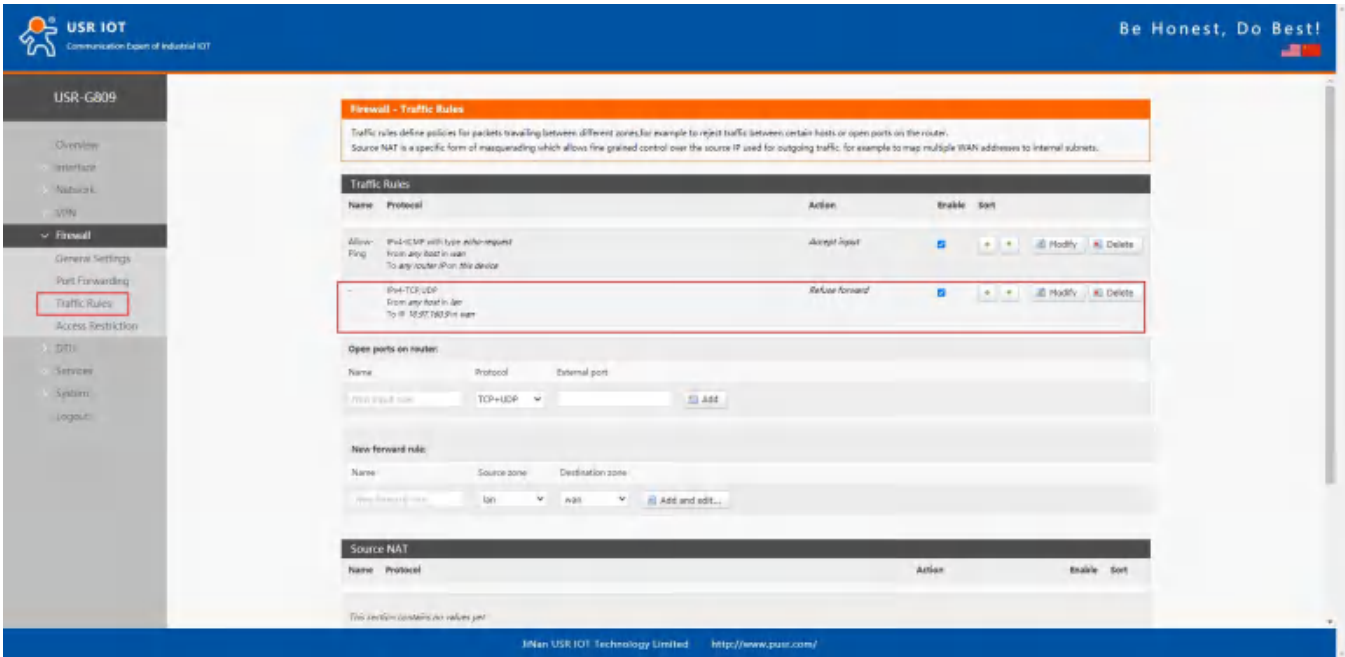 USR IOT
Communication Expert of Industrial IOT
Be Honest, Do Best!
USR-G809
Overview
Interface
Network
VPN
Firewall
General Settings
Port Forwarding
Traffic Rules
Access Restriction
DTU
Services
System
Logout
Firewall - Traffic Rules
Traffic rules define policies for packets travelling between different zones,for example to reject traffic between certain hosts or open ports on the router.
Source NAT is a specific form of masquerading which allows fine grained control over the source IP used for outgoing traffic, for example to map multiple WAN addresses to internal subnets.
Traffic Rules
Name Protocol Action Enable Sort
Allow-Ping
IPv4-ICMP with type echo-request
From any host in wan
To any router IP on this device
Accept input
Modify Delete
-
IPv4-TCP,UDP
From any host in lan
To IP in wan
Refuse forward
Modify Delete
Open ports on router:
Name Protocol External port
TCP+UDP
Add
New forward rule:
Name Source zone Destination zone
lan wan Add and edit...
Source NAT
Name Protocol Action Enable Sort
This section contains no values yet
JiNan USR IOT Technology Limited http://www.pusr.com/